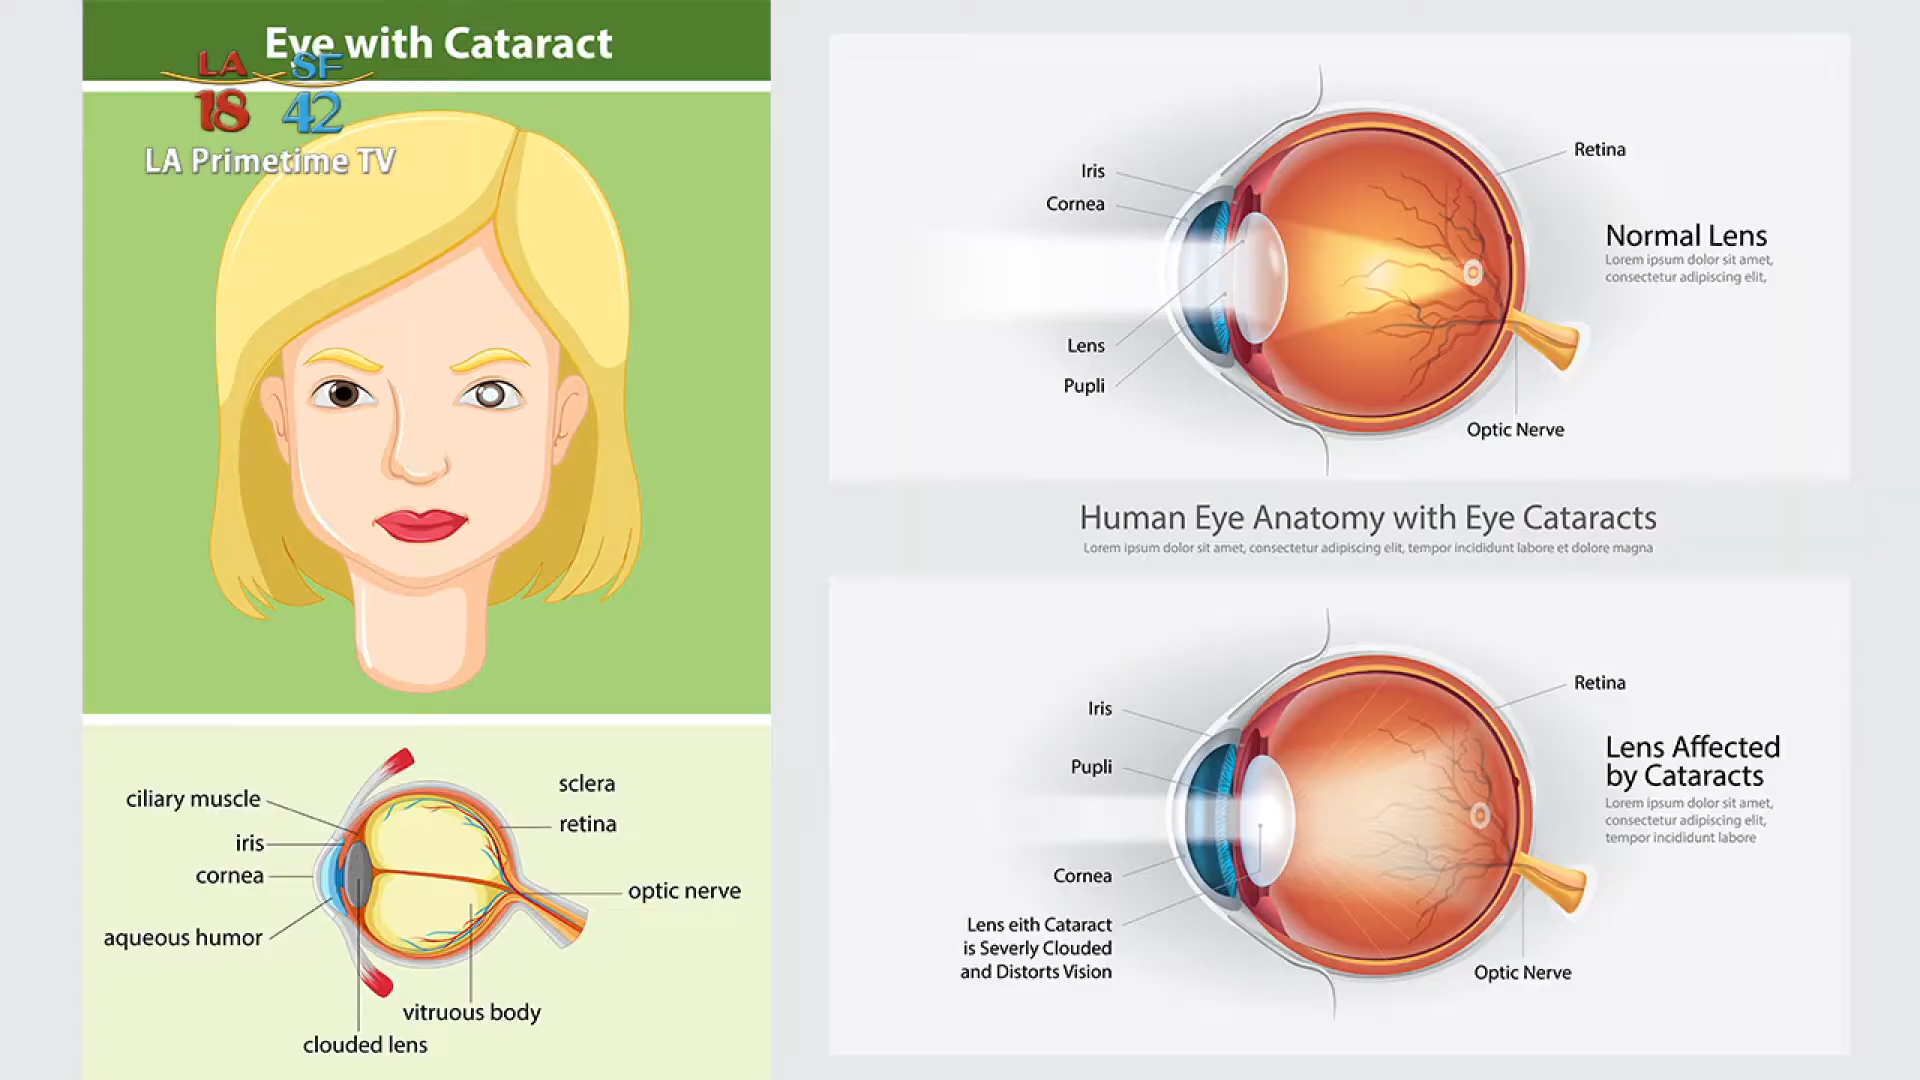 Eye with Cataract
LA SF
18 42
LA Primetime TV
ciliary muscle
iris
cornea
aqueous humor
sclera
retina
optic nerve
vitruous body
clouded lens
Iris
Cornea
Lens
Pupli
Retina
Normal Lens
Lorem ipsum dolor sit amet,
consectetur adipiscing elit,
Optic Nerve
Human Eye Anatomy with Eye Cataracts
Lorem ipsum dolor sit amet, consectetur adipiscing elit, tempor incididunt labore et dolore magna
Iris
Pupli
Cornea
Lens eith Cataract
is Severly Clouded
and Distorts Vision
Retina
Lens Affected
by Cataracts
Lorem ipsum dolor sit amet,
consectetur adipiscing elit,
tempor incididunt labore
Optic Nerve